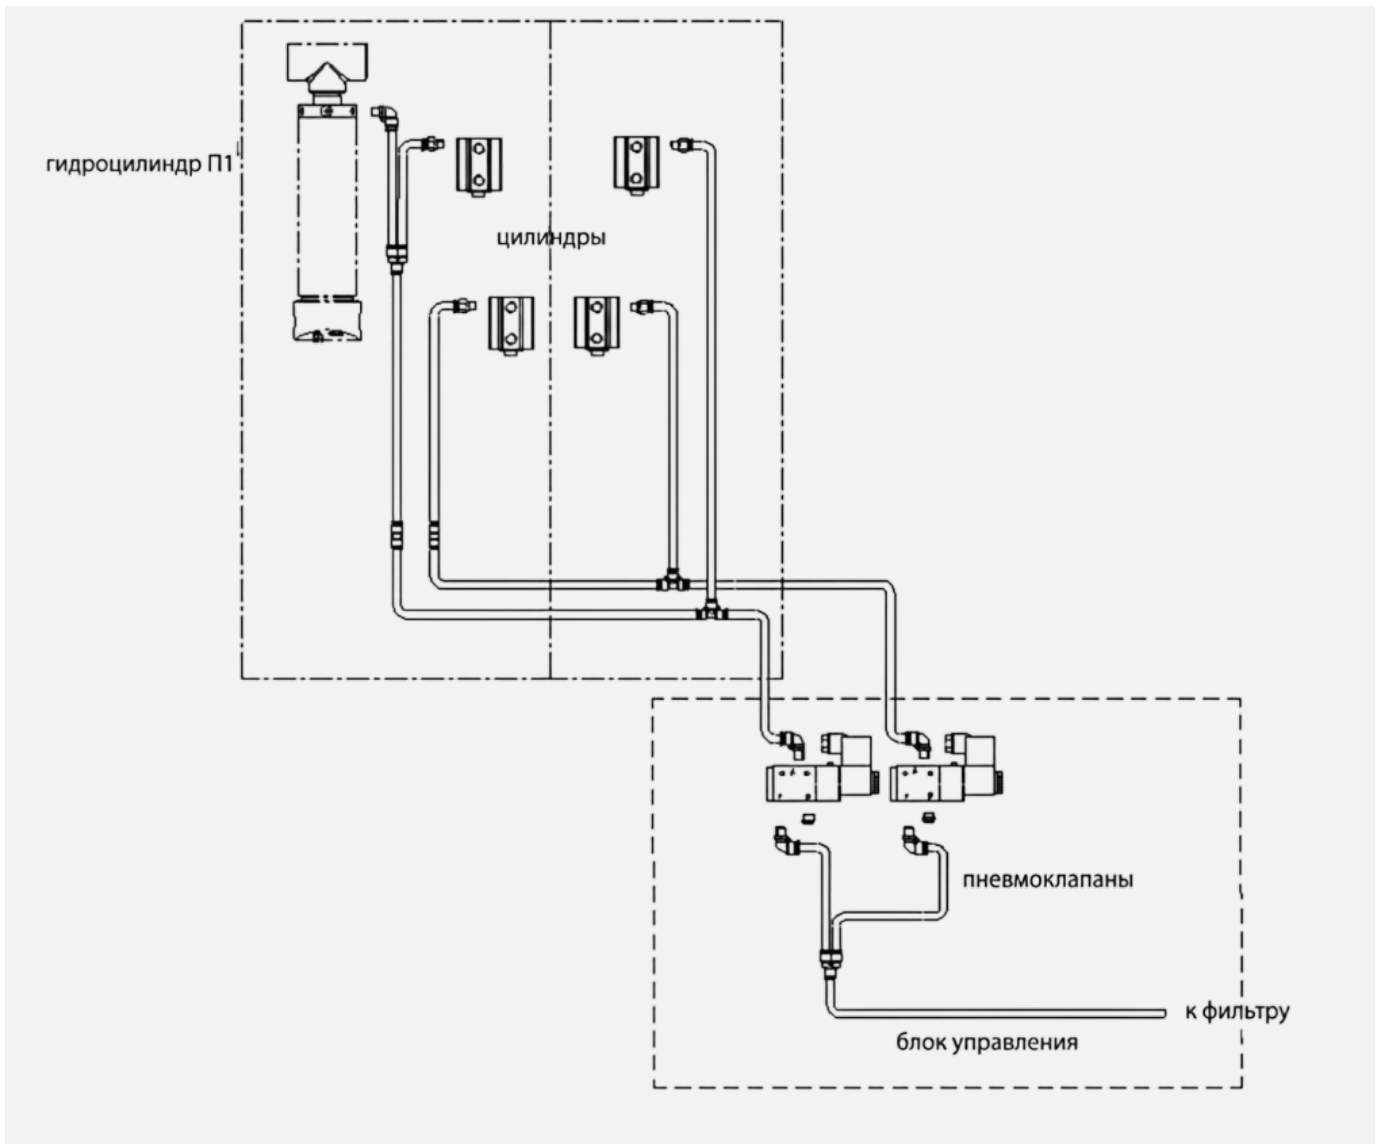 гидроцилиндр П1
цилиндры
пневмоклапаны
к фильтру
блок управления